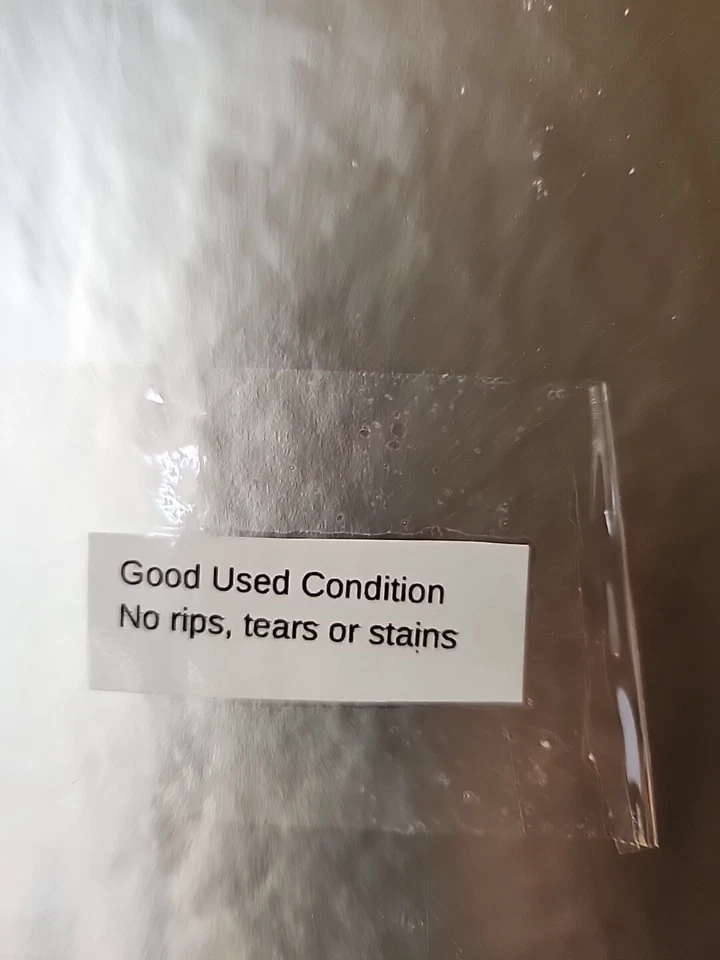 Good Used Condition
No rips, tears or stains